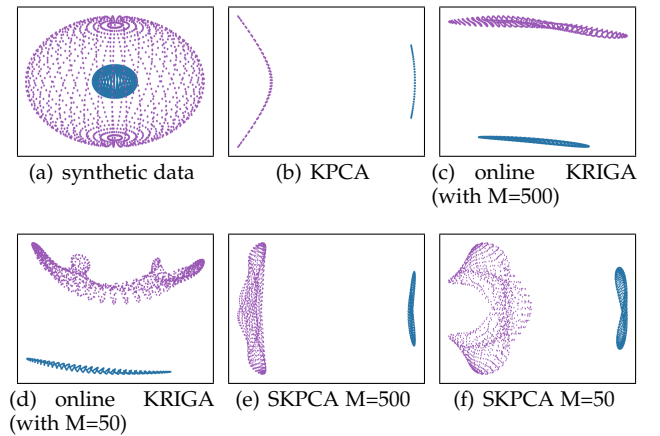 (a) synthetic data
(b) KPCA
(c) online KRIGA
(with M=500)
(d) online KRIGA
(with M=50)
(e) SKPCA M=500
(f) SKPCA M=50